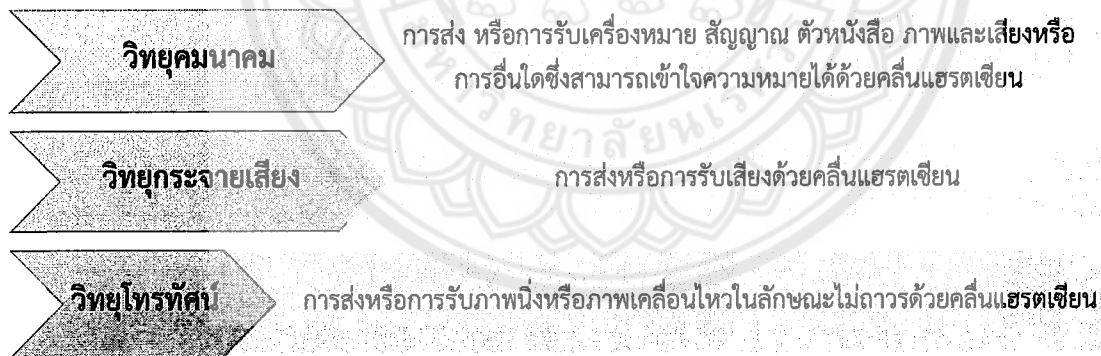 วิทยุคมนาคม
การส่ง หรือการรับเครื่องหมาย สัญญาณ ตัวหนังสือ ภาพและเสียงหรือ
การอื่นใดซึ่งสามารถเข้าใจความหมายได้ด้วยคลื่นแฮรตเซียน
วิทยุกระจายเสียง
การส่งหรือการรับเสียงด้วยคลื่นแฮรตเซียน
วิทยุโทรทัศน์
การส่งหรือการรับภาพนิ่งหรือภาพเคลื่อนไหวในลักษณะไม่ถาวรด้วยคลื่นแฮรตเซียน